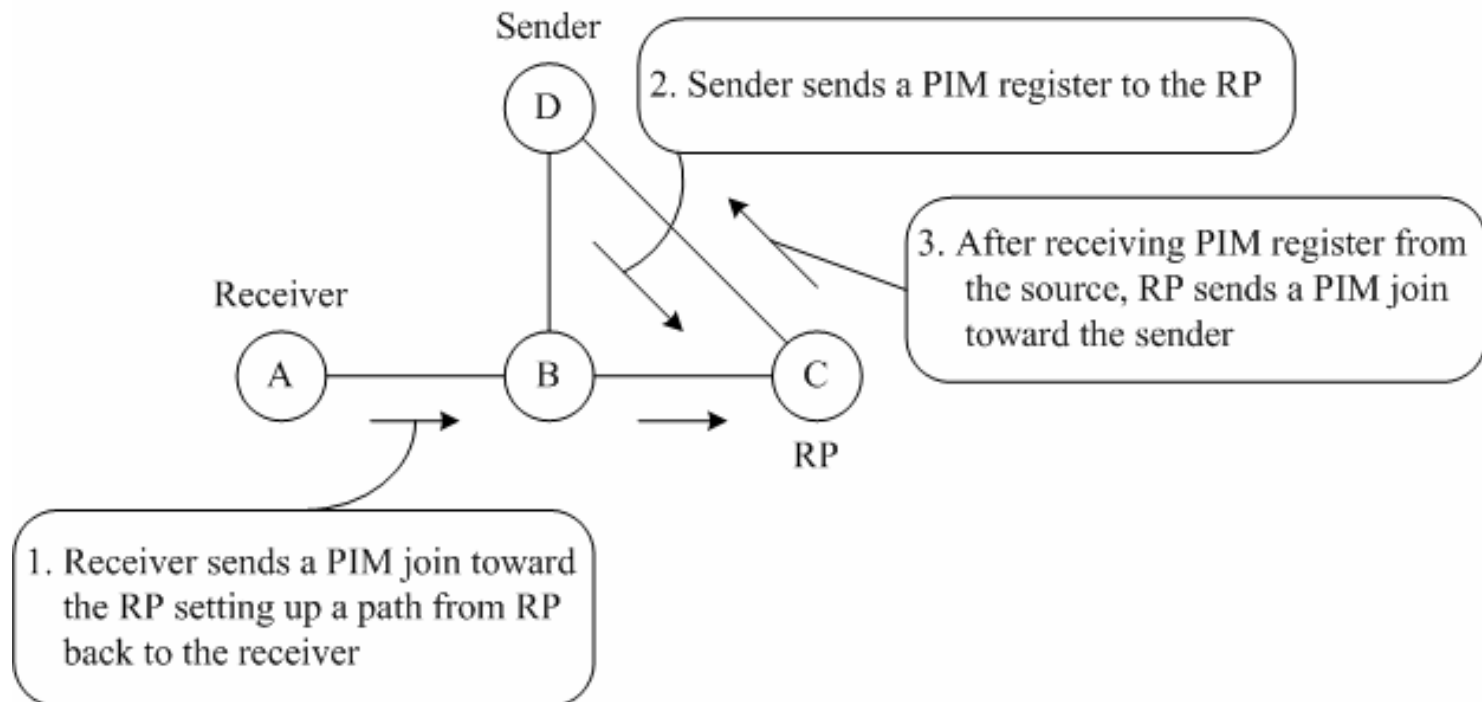 Sender
D
2. Sender sends a PIM register to the RP
3. After receiving PIM register from
the source, RP sends a PIM join
toward the sender
Receiver
A
B
C
RP
1. Receiver sends a PIM join toward
the RP setting up a path from RP
back to the receiver